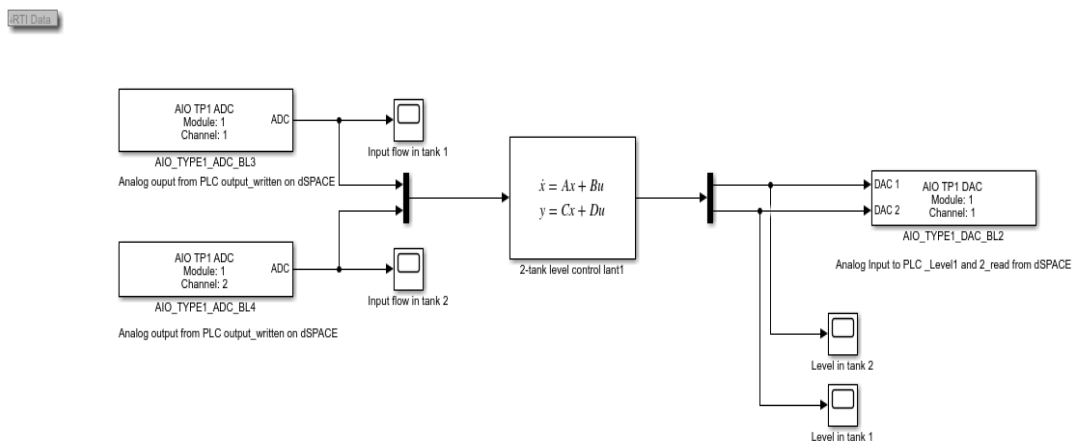 -RTI Data
AIO TP1 ADC
Module: 1
Channel: 1
ADC
AIO_TYPE1_ADC_BL3
Analog ouput from PLC output_written on dSPACE
Input flow in tank 1
AIO TP1 ADC
Module: 1
Channel: 2
ADC
AIO_TYPE1_ADC_BL4
Analog output from PLC output_written on dSPACE
Input flow in tank 2
ẋ = Ax + Bu
y = Cx + Du
2-tank level control lant1
DAC 1
DAC 2
AIO TP1 DAC
Module: 1
Channel: 1
AIO_TYPE1_DAC_BL2
Analog Input to PLC _Level1 and 2_read from dSPACE
Level in tank 2
Level in tank 1